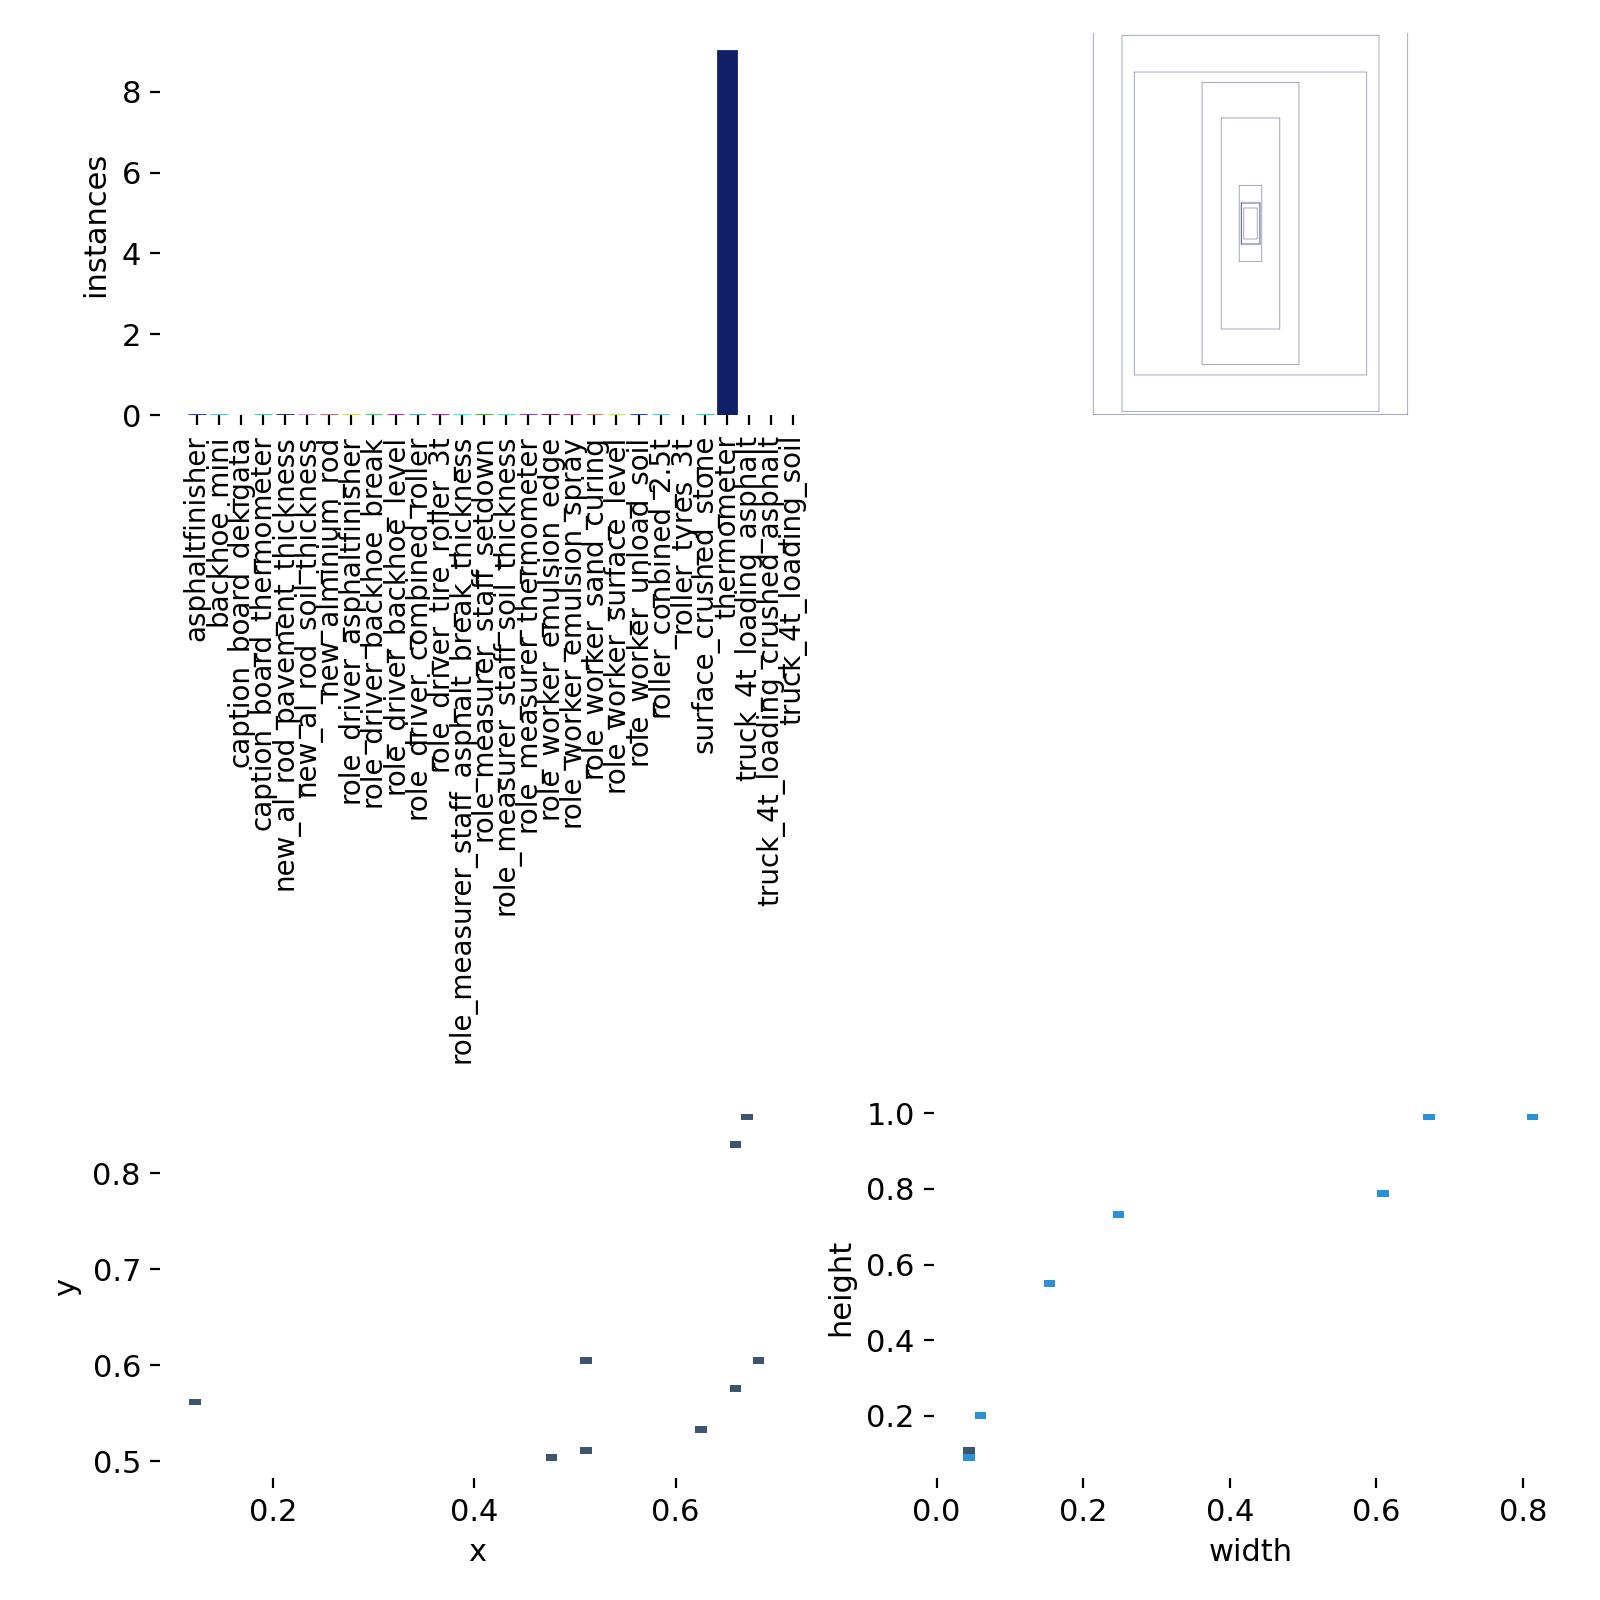 instances
8
6
4
2
0
asphaltfinisher
backhoe_mini
caption_board_dekigata
caption_board_thermometer
new_al_rod_pavement_thickness
new_al_rod_soil_thickness
new_alminium_rod
role_driver_asphaltfinisher
role_driver_backhoe_break
role_driver_backhoe_level
role_driver_combined_roller
role_driver_tire_roller_3t
role_measurer_staff_asphalt_break_thickness
role_measurer_staff_setdown
role_measurer_staff_soil_thickness
role_measurer_thermometer
role_worker_emulsion_edge
role_worker_emulsion_spray
role_worker_sand_curing
role_worker_surface_level
role_worker_unload_soil
roller_combined_2.5t
roller_tyres_3t
surface_crushed_stone
thermometer
truck_4t_loading_asphalt
truck_4t_loading_crushed_asphalt
truck_4t_loading_soil
y
0.8
0.7
0.6
0.5
0.2
0.4
0.6
x
height
1.0
0.8
0.6
0.4
0.2
0.0
0.2
0.4
0.6
0.8
width